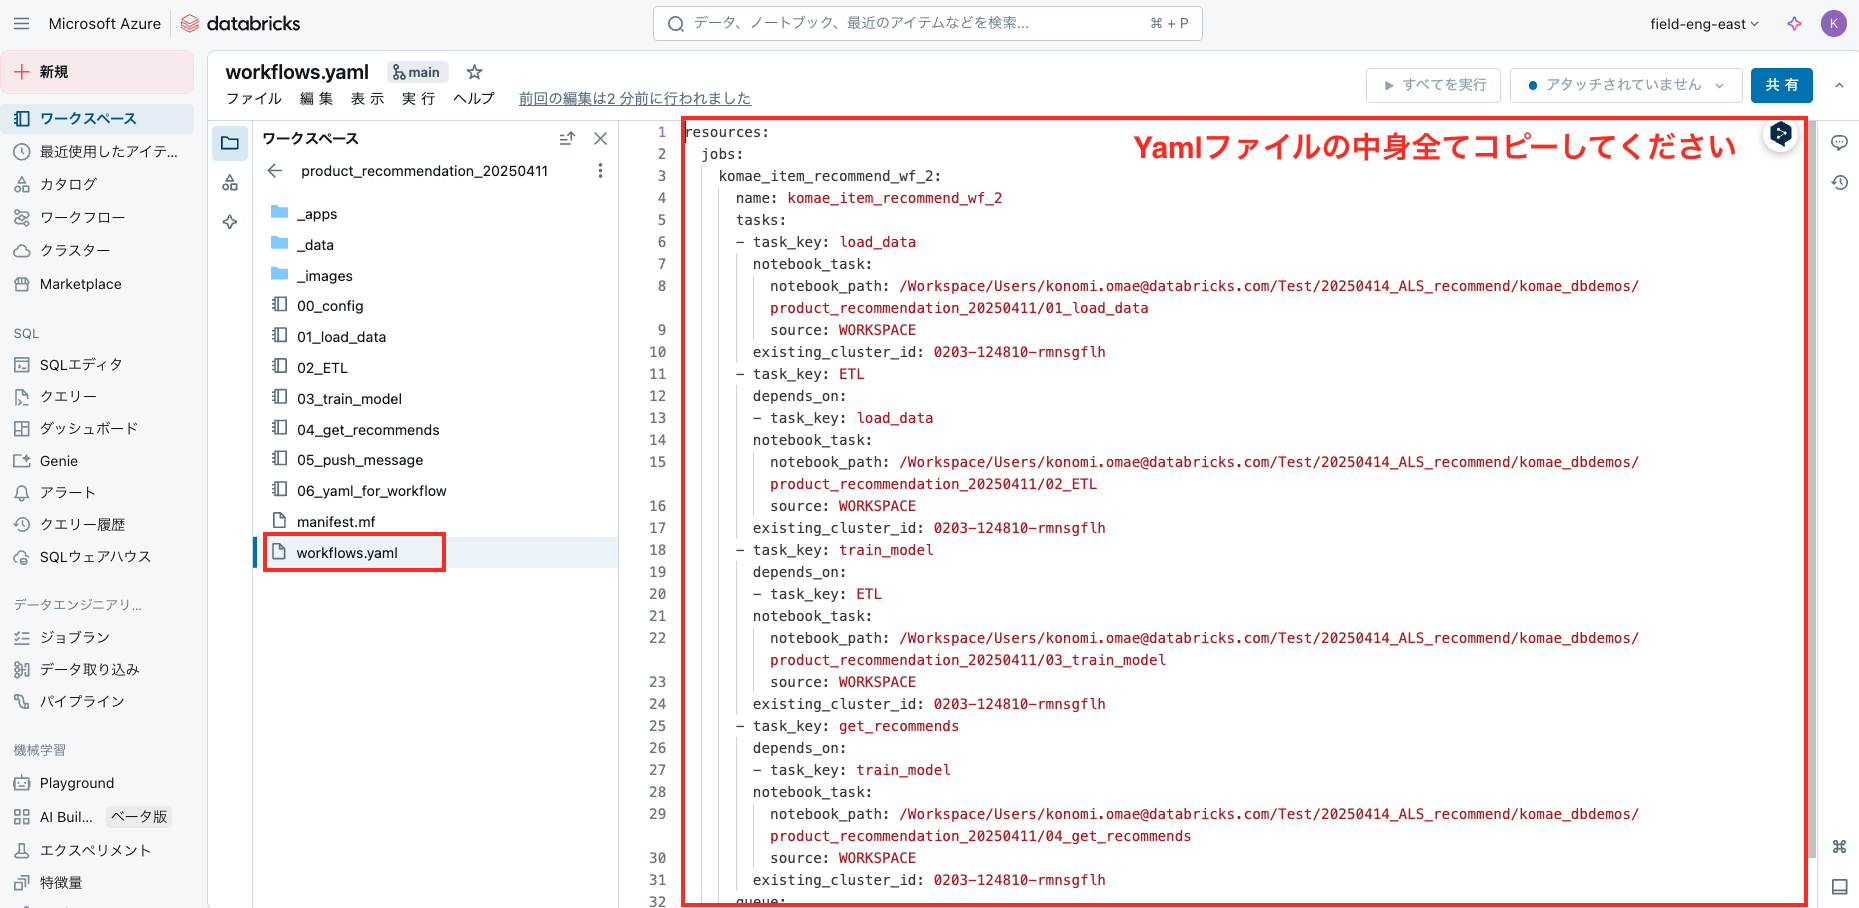 Microsoft Azure
databricks
データ、ノートブック、最近のアイテムなどを検索...
⌘ + P
field-eng-east
K
新規
ワークスペース
最近使用したアイテ...
カタログ
ワークフロー
クラスター
Marketplace
SQL
SQLエディタ
クエリー
ダッシュボード
Genie
アラート
クエリー履歴
SQLウェアハウス
データエンジニアリ...
ジョブラン
データ取り込み
パイプライン
機械学習
Playground
AI Buil... ベータ版
エクスペリメント
特徴量
workflows.yaml
main
ファイル 編集 表示 実行 ヘルプ 前回の編集は2 分前に行われました
すべてを実行
アタッチされていません
共有
ワークスペース
product_recommendation_20250411
_apps
_data
_images
00_config
01_load_data
02_ETL
03_train_model
04_get_recommends
05_push_message
06_yaml_for_workflow
manifest.mf
workflows.yaml
Yamlファイルの中身全てコピーしてください
1 resources:
2 jobs:
3 komae_item_recommend_wf_2:
4 name: komae_item_recommend_wf_2
5 tasks:
6 - task_key: load_data
7 notebook_task:
8 notebook_path: /Workspace/Users/konomi.omae@databricks.com/Test/20250414_ALS_recommend/komae_dbdemos/
product_recommendation_20250411/01_load_data
9 source: WORKSPACE
10 existing_cluster_id: 0203-124810-rmnsgflh
11 - task_key: ETL
12 depends_on:
13 - task_key: load_data
14 notebook_task:
15 notebook_path: /Workspace/Users/konomi.omae@databricks.com/Test/20250414_ALS_recommend/komae_dbdemos/
product_recommendation_20250411/02_ETL
16 source: WORKSPACE
17 existing_cluster_id: 0203-124810-rmnsgflh
18 - task_key: train_model
19 depends_on:
20 - task_key: ETL
21 notebook_task:
22 notebook_path: /Workspace/Users/konomi.omae@databricks.com/Test/20250414_ALS_recommend/komae_dbdemos/
product_recommendation_20250411/03_train_model
23 source: WORKSPACE
24 existing_cluster_id: 0203-124810-rmnsgflh
25 - task_key: get_recommends
26 depends_on:
27 - task_key: train_model
28 notebook_task:
29 notebook_path: /Workspace/Users/konomi.omae@databricks.com/Test/20250414_ALS_recommend/komae_dbdemos/
product_recommendation_20250411/04_get_recommends
30 source: WORKSPACE
31 existing_cluster_id: 0203-124810-rmnsgflh
32 queue: